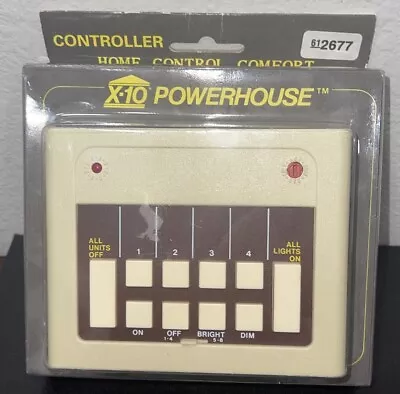 CONTROLLER
612677
HOME CONTROL COMFORT
X-10 POWERHOUSE™
ALL UNITS OFF
1 2 3 4
ALL LIGHTS ON
ON OFF BRIGHT DIM
1-4 5-8